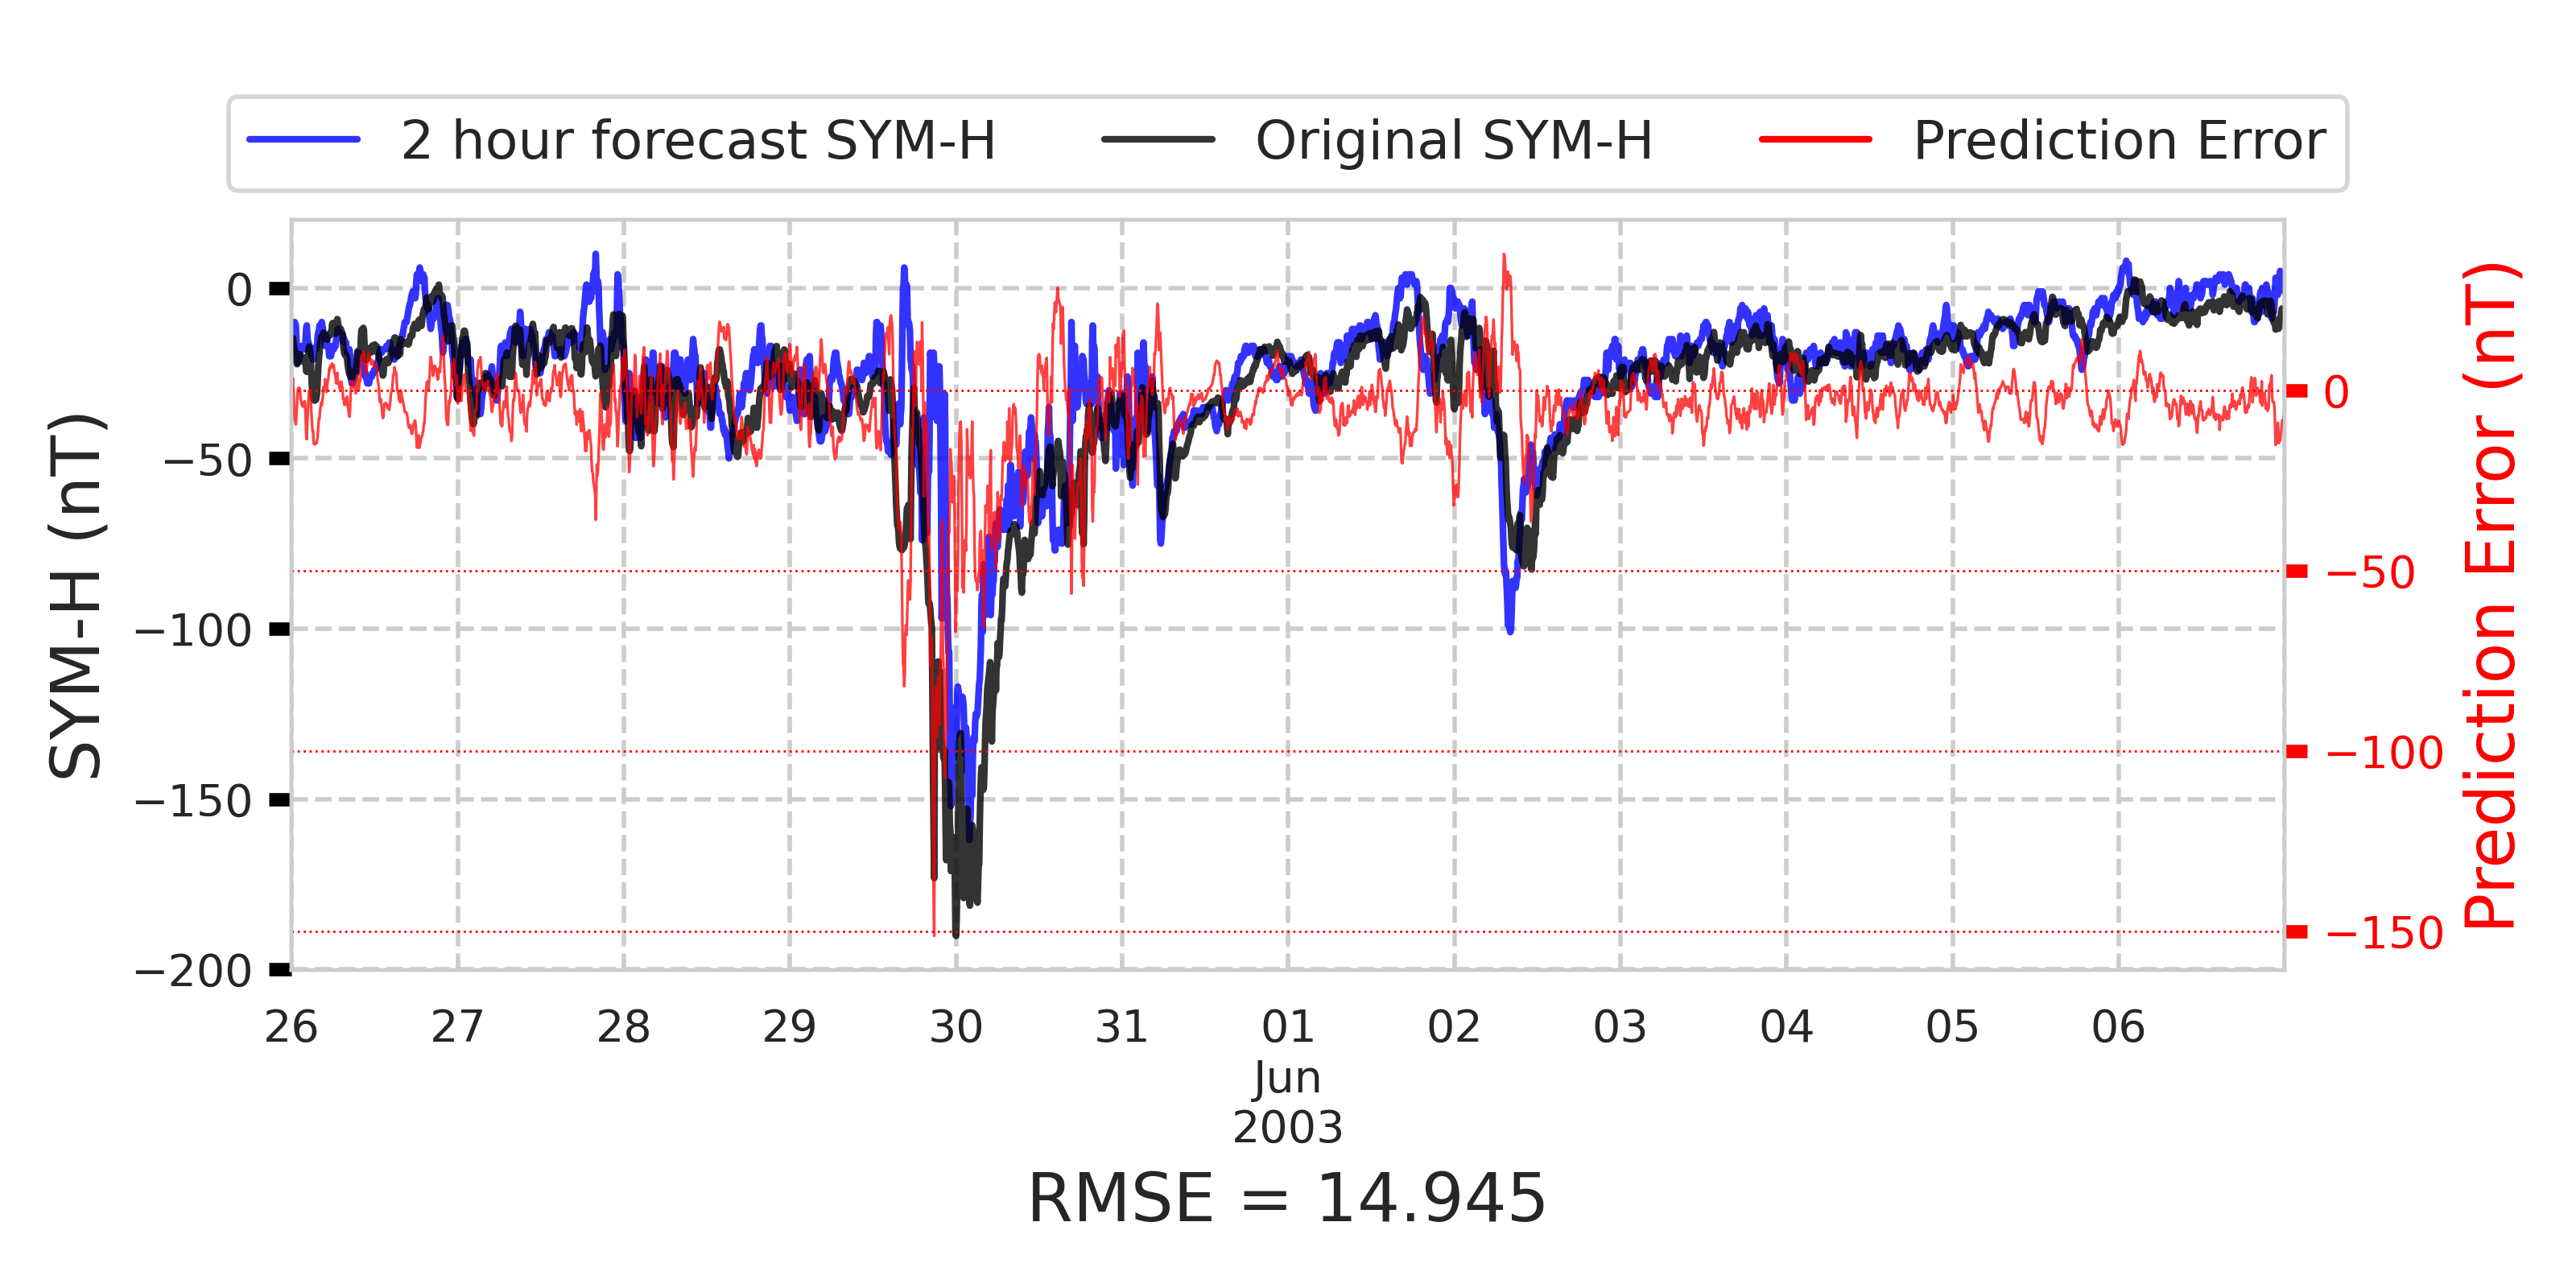 2 hour forecast SYM-H
Original SYM-H
Prediction Error
SYM-H (nT)
0
−50
−100
−150
−200
0
−50
−100
−150
Prediction Error (nT)
26 27 28 29 30 31 01 02 03 04 05 06
Jun
2003
RMSE = 14.945